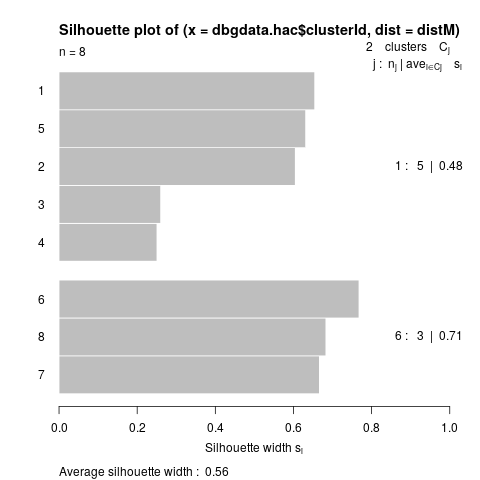 Silhouette plot of (x = dbgdata.hac$clusterId, dist = distM)
n = 8
2 clusters Cj
j : nj | avei∈Cj si
1
5
2
3
4
1 : 5 | 0.48
6
8
7
6 : 3 | 0.71
0.0 0.2 0.4 0.6 0.8 1.0
Silhouette width si
Average silhouette width : 0.56